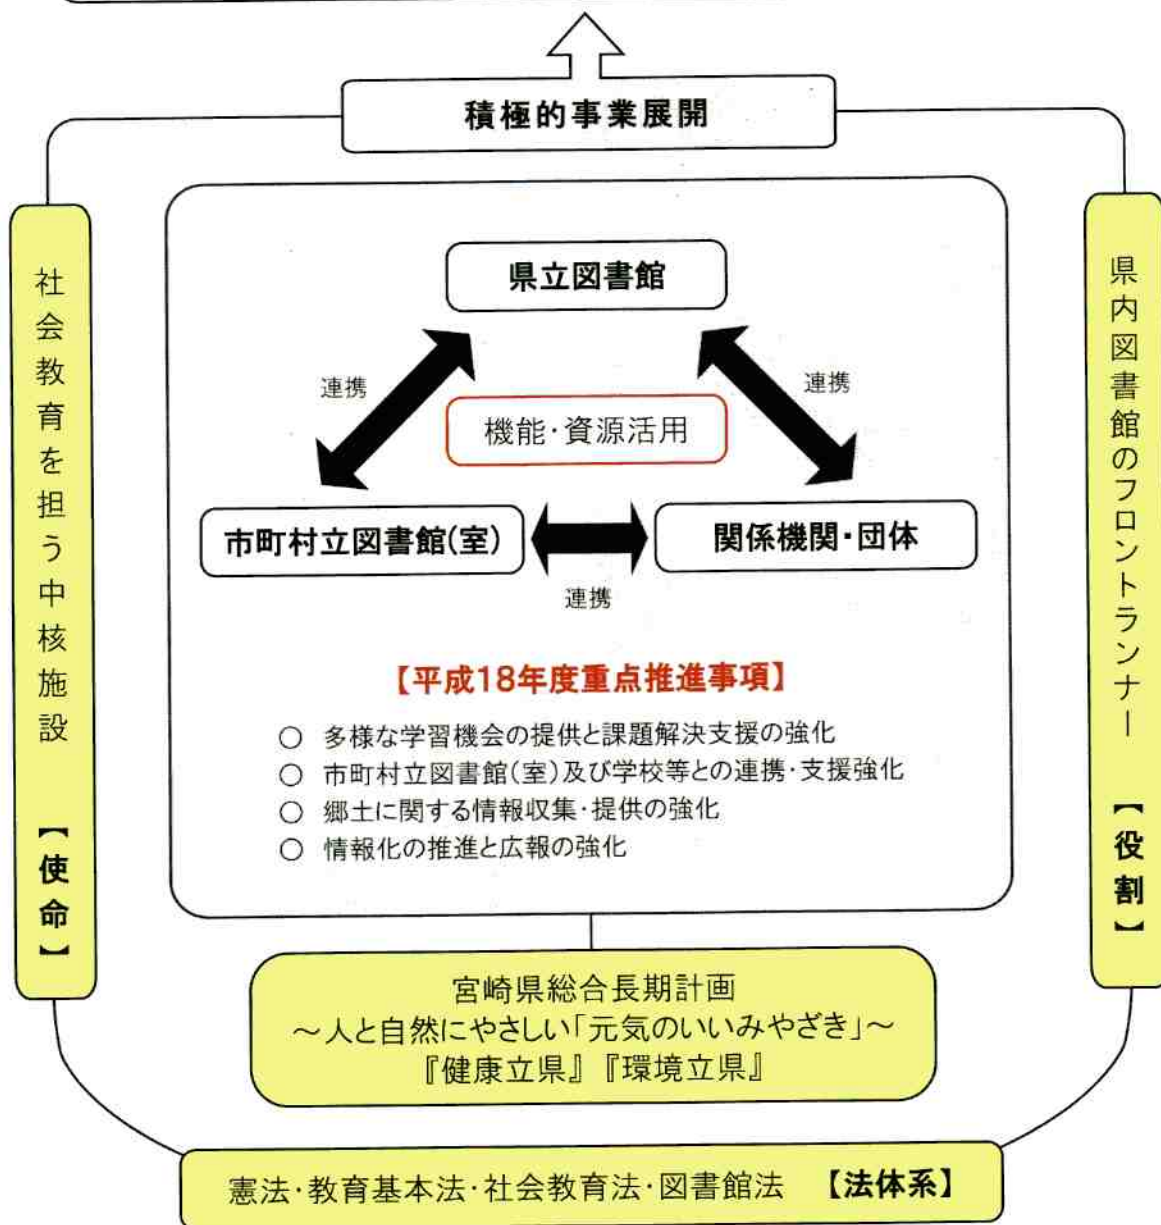 積極的事業展開
社会教育を担う中核施設 【使命】
県内図書館のフロントランナー 【役割】
県立図書館
連携
連携
機能・資源活用
市町村立図書館(室)
関係機関・団体
連携
【平成18年度重点推進事項】
○ 多様な学習機会の提供と課題解決支援の強化
○ 市町村立図書館(室)及び学校等との連携・支援強化
○ 郷土に関する情報収集・提供の強化
○ 情報化の推進と広報の強化
宮崎県総合長期計画
～人と自然にやさしい「元気のいいみやざき」～
『健康立県』『環境立県』
憲法・教育基本法・社会教育法・図書館法 【法体系】